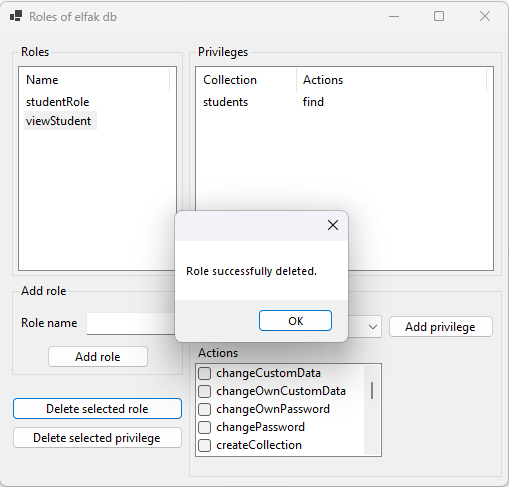 Roles of elfak db
Roles
Privileges
Name
studentRole
viewStudent
Collection Actions
students find
Role successfully deleted.
OK
Add role
Role name
Add role
Add privilege
Delete selected role
Delete selected privilege
Actions
changeCustomData
changeOwnCustomData
changeOwnPassword
changePassword
createCollection